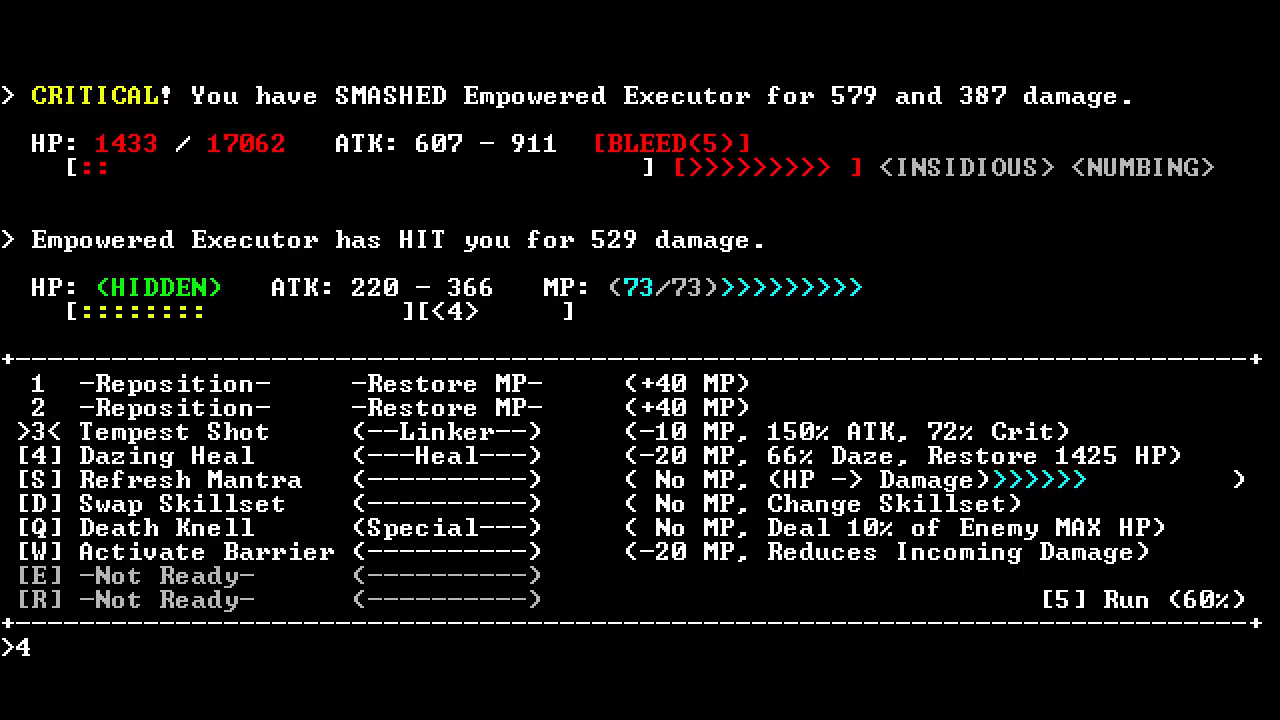 > CRITICAL! You have SMASHED Empowered Executor for 579 and 387 damage.
HP: 1433 / 17062 ATK: 607 - 911 [BLEED(5)]
[:: ] [>>>>>>>>> ] <INSIDIOUS> <NUMBING>
> Empowered Executor has HIT you for 529 damage.
HP: (HIDDEN) ATK: 220 - 366 MP: (73/73)>>>>>>>>>
[:::::::: ][<4> ]
+------------------------------------------------------------------------------+
1 -Reposition- -Restore MP- (+40 MP)
2 -Reposition- -Restore MP- (+40 MP)
>3< Tempest Shot (--Linker--) (-10 MP, 150% ATK, 72% Crit)
[4] Dazing Heal (---Heal---) (-20 MP, 66% Daze, Restore 1425 HP)
[S] Refresh Mantra (----------) ( No MP, (HP -> Damage)>>>>>> )
[D] Swap Skillset (----------) ( No MP, Change Skillset)
[Q] Death Knell (Special---) ( No MP, Deal 10% of Enemy MAX HP)
[W] Activate Barrier (----------) (-20 MP, Reduces Incoming Damage)
[E] -Not Ready- (----------)
[R] -Not Ready- (----------) [5] Run (60%)
+------------------------------------------------------------------------------+
>4